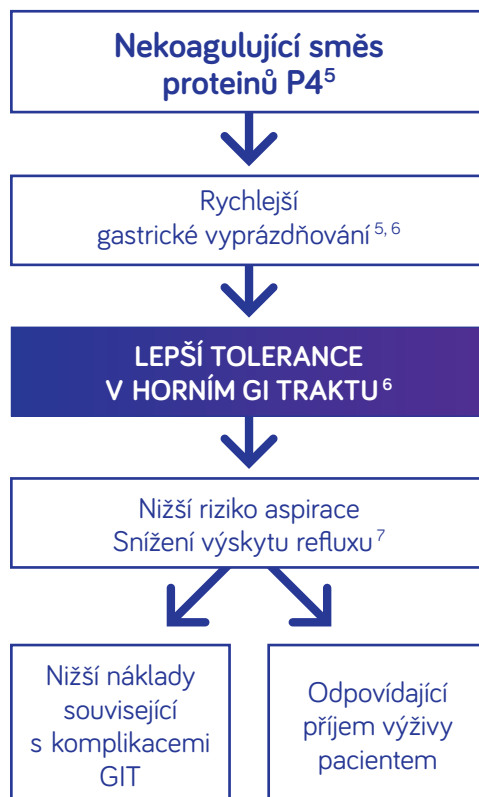 Nekoagulující směs
proteinů P4⁵
Rychlejší
gastrické vyprázdňování⁵,⁶
LEPŠÍ TOLERANCE
V HORNÍM GI TRAKTU⁶
Nižší riziko aspirace
Snížení výskytu refluxu⁷
Nižší náklady
související
s komplikacemi
GIT
Odpovídající
příjem výživy
pacientem